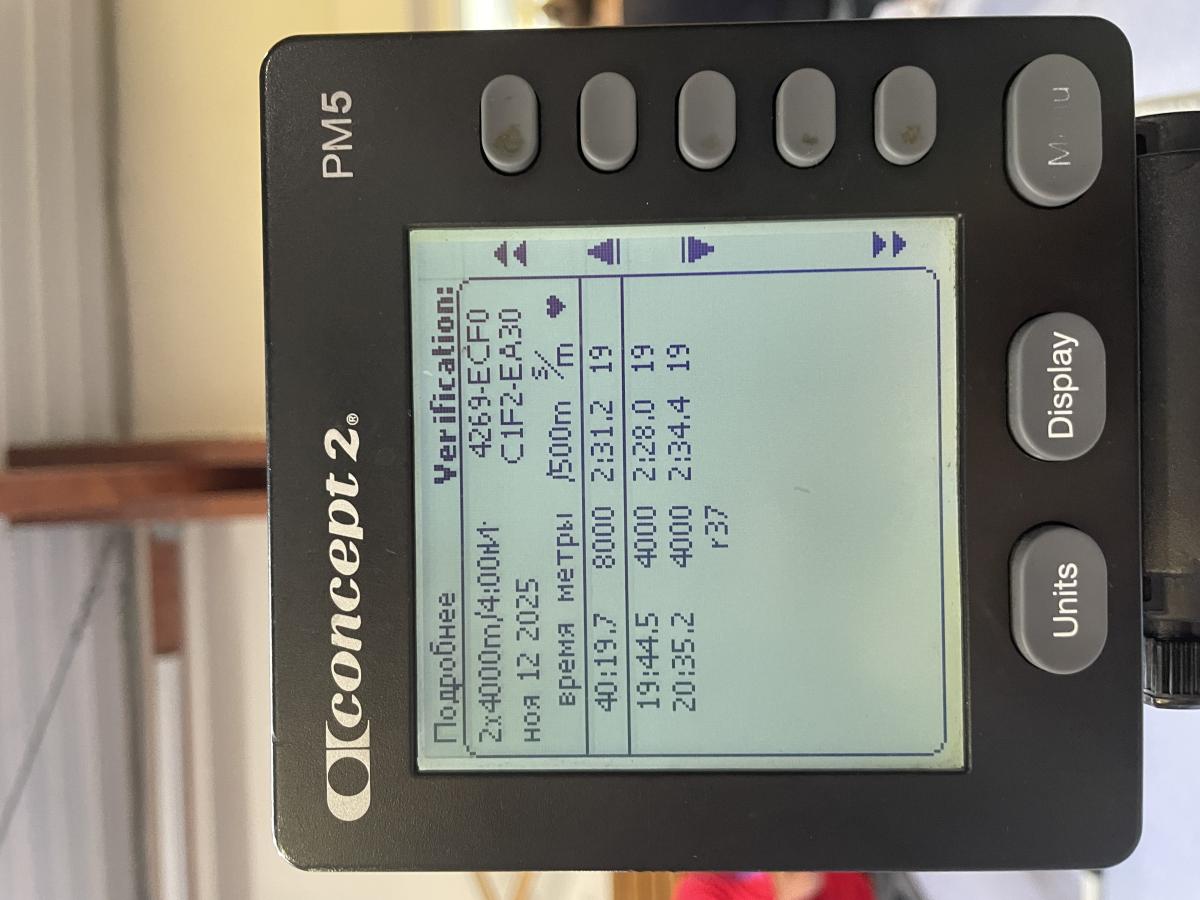 concept 2® PM5
Подробнее Verification:
2x4000m/4:00 4269-ECF0
ноя 12 2025 C1F2-EA30
время метры /500m s/m ♥
40:19.7 8000 2:31.2 19
19:44.5 4000 2:28.0 19
20:35.2 4000 2:34.4 19
r37
Units Display Menu